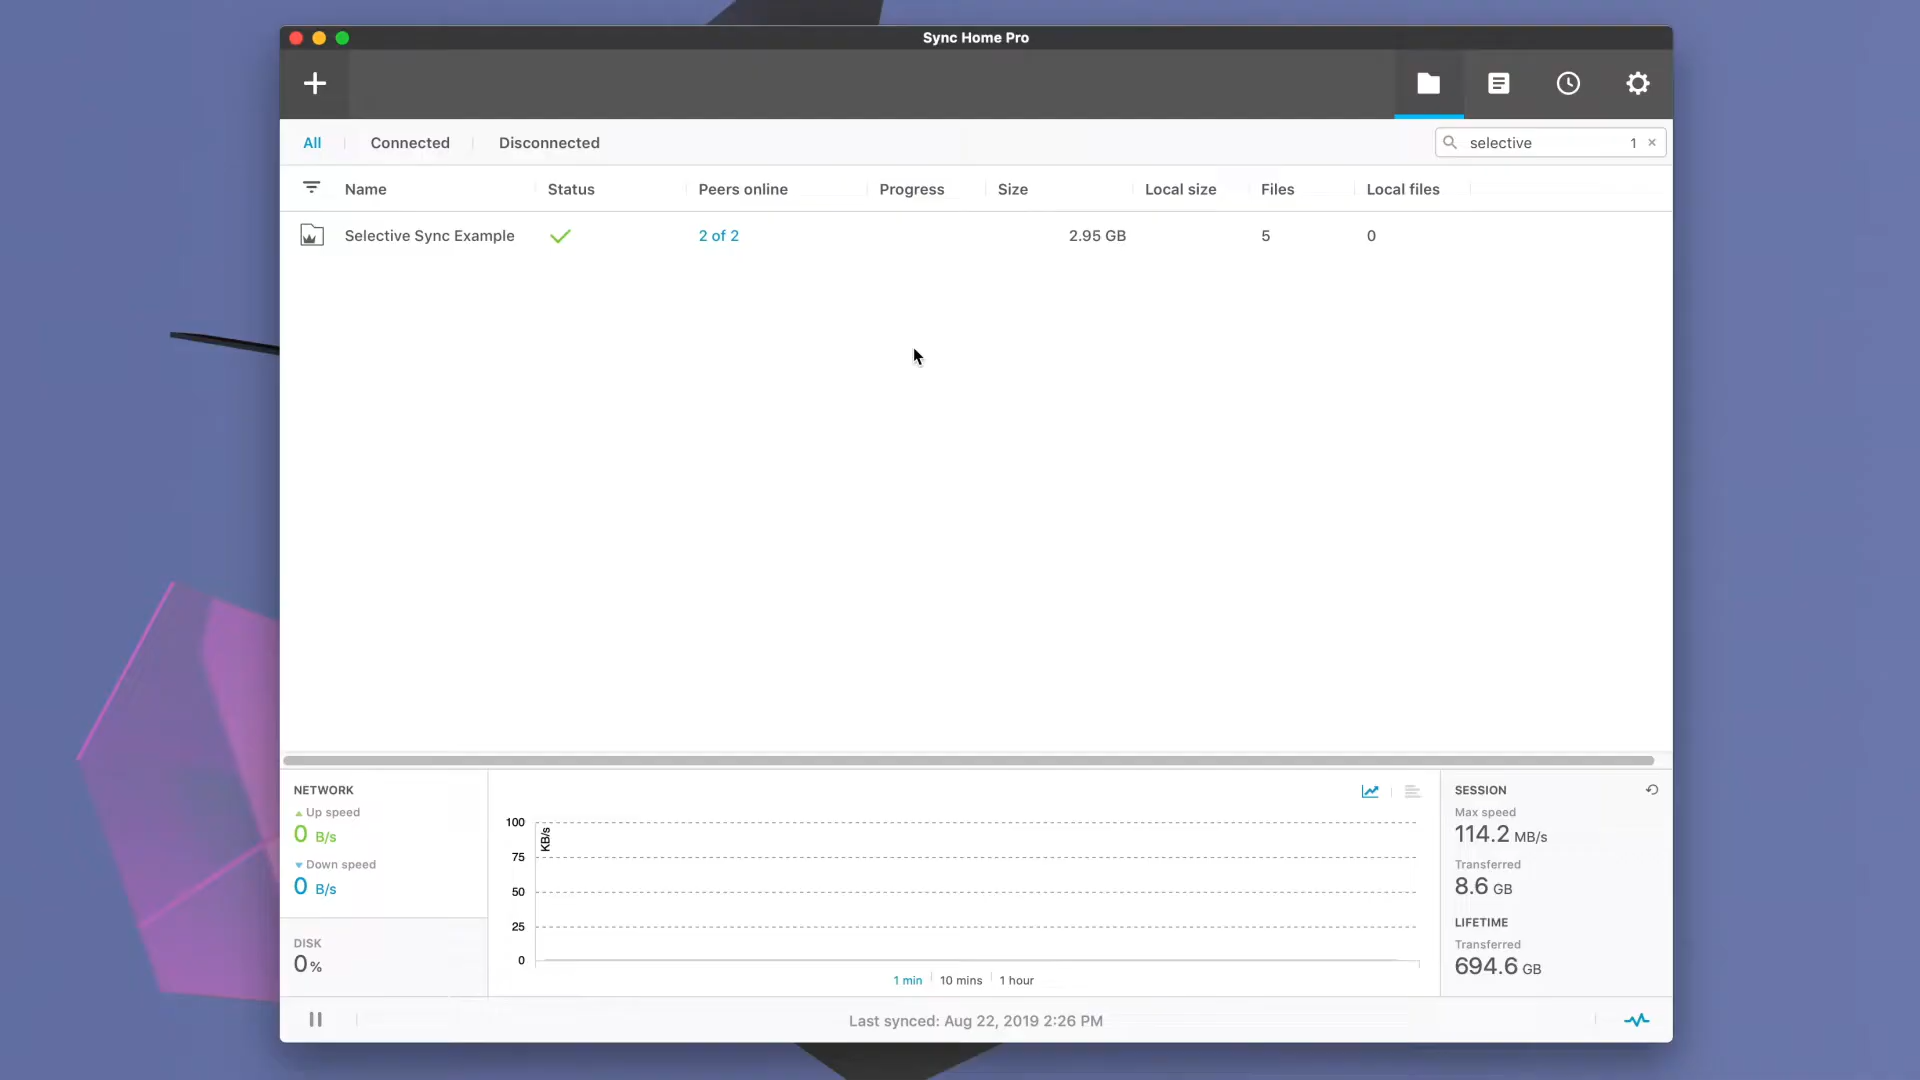 Sync Home Pro
All
Connected
Disconnected
selective
1
Name
Status
Peers online
Progress
Size
Local size
Files
Local files
Selective Sync Example
2 of 2
2.95 GB
5
0
NETWORK
Up speed
0 B/s
Down speed
0 B/s
DISK
0%
100
75
50
25
0
KB/s
1 min
10 mins
1 hour
SESSION
Max speed
114.2 MB/s
Transferred
8.6 GB
LIFETIME
Transferred
694.6 GB
Last synced: Aug 22, 2019 2:26 PM